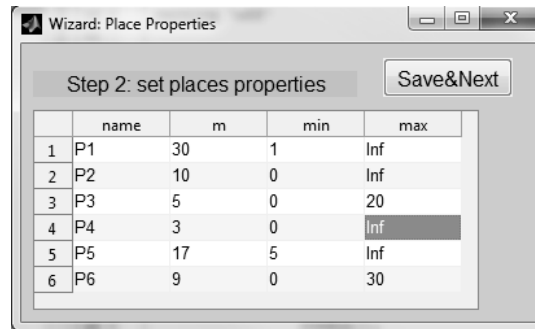 Wizard: Place Properties
Step 2: set places properties
Save&Next
name m min max
1 P1 30 1 Inf
2 P2 10 0 Inf
3 P3 5 0 20
4 P4 3 0 Inf
5 P5 17 5 Inf
6 P6 9 0 30